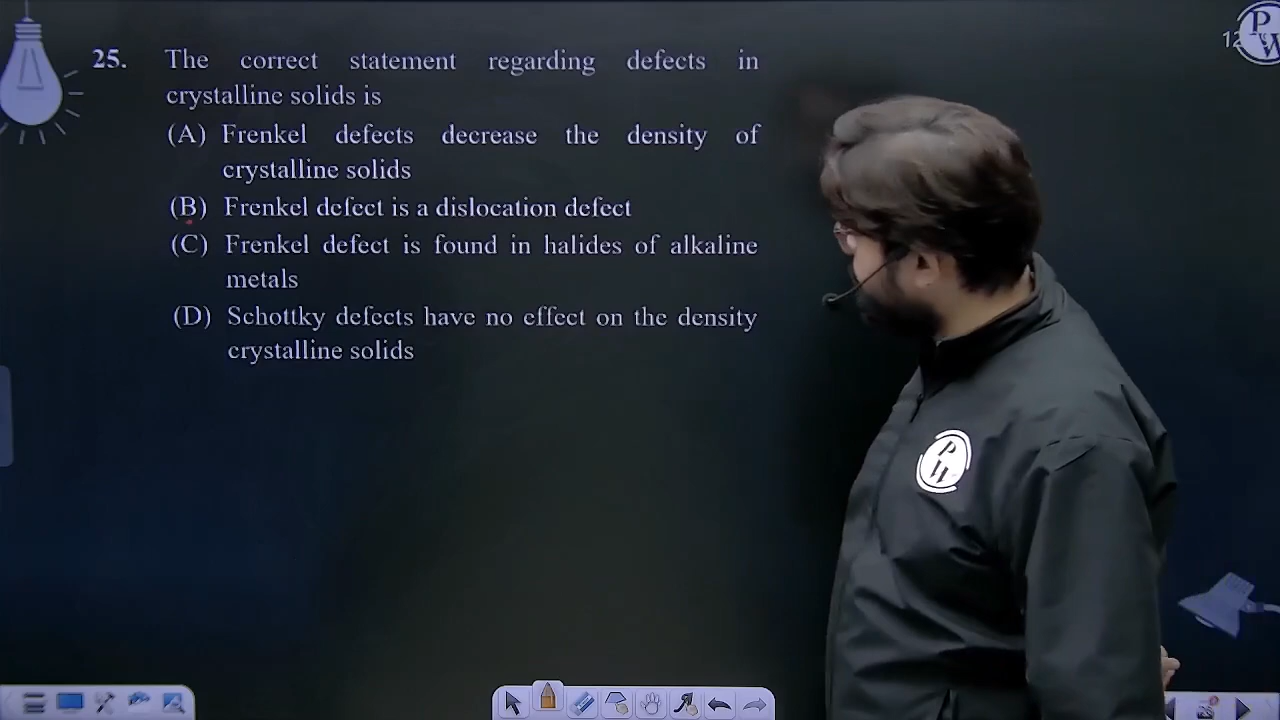 25. The correct statement regarding defects in
crystalline solids is
(A) Frenkel defects decrease the density of
crystalline solids
(B) Frenkel defect is a dislocation defect
(C) Frenkel defect is found in halides of alkaline
metals
(D) Schottky defects have no effect on the density
crystalline solids
PW
PW